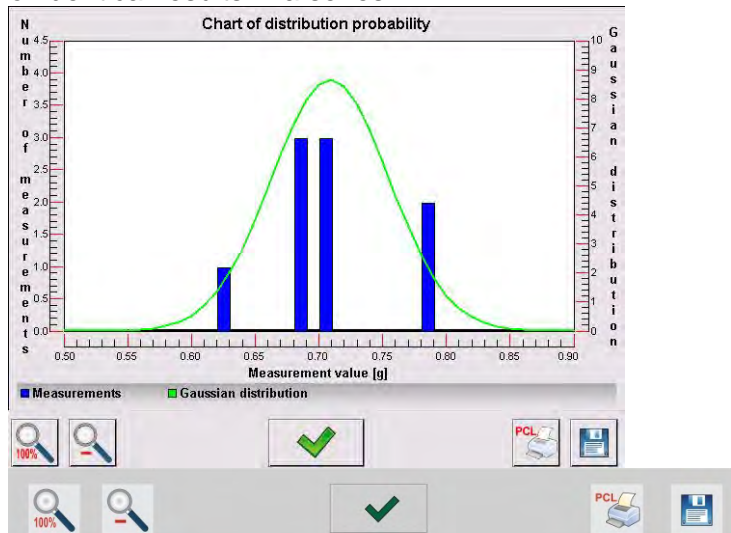 Chart of distribution probability
Number of measurements
4.5
4.0
3.5
3.0
2.5
2.0
1.5
1.0
0.5
0.0
Gaussian distribution
10
9
8
7
6
5
4
3
2
1
0
0.50 0.55 0.60 0.65 0.70 0.75 0.80 0.85 0.90
Measurement value [g]
Measurements Gaussian distribution
100% PCL
100% PCL